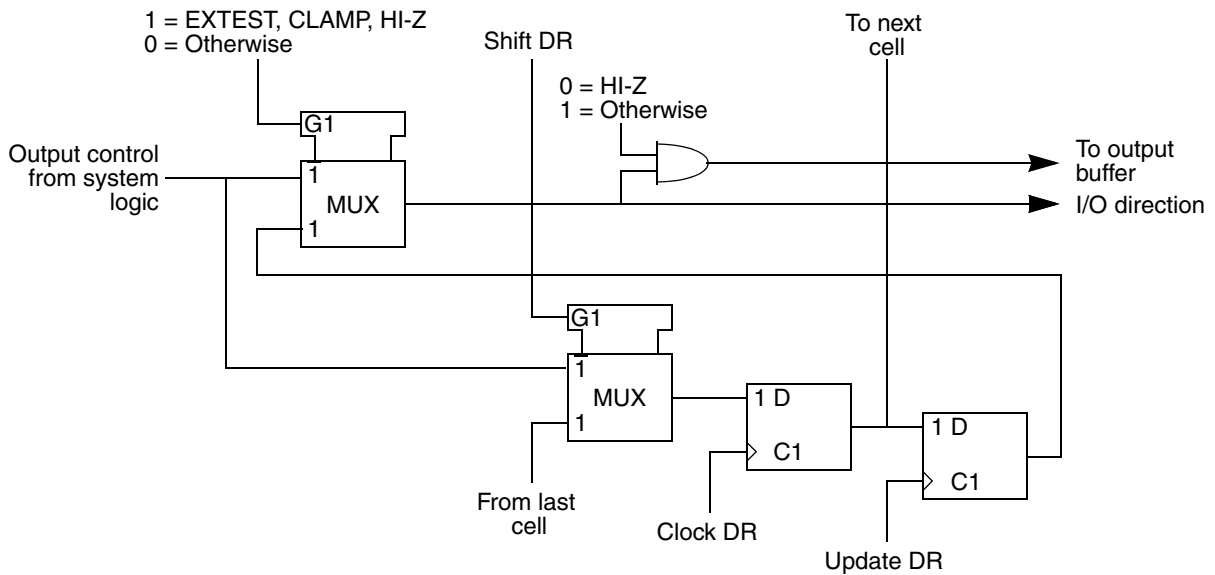 1 = EXTEST, CLAMP, HI-Z
0 = Otherwise
Shift DR
To next
cell
0 = HI-Z
1 = Otherwise
G1
Output control
from system
logic
1
MUX
1
To output
buffer
I/O direction
G1
1
MUX
1
1 D
C1
1 D
C1
From last
cell
Clock DR
Update DR